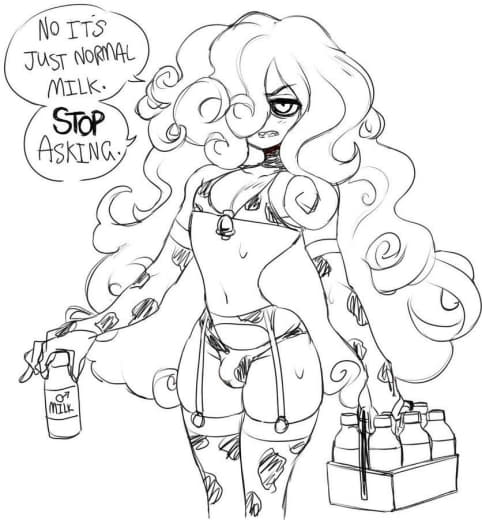 NO IT'S
JUST NORMAL
MILK.
STOP
ASKING.
♂
MILK